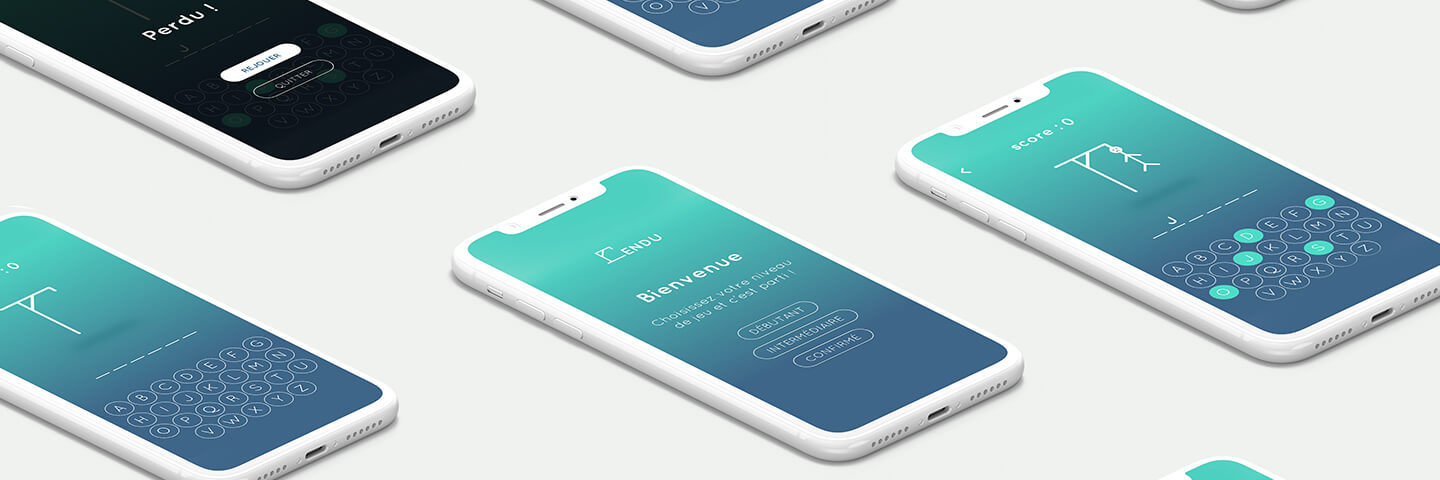 Perdu !
J
REJOUER
QUITTER
score : 0
J
A B C D E F G
H I J K L M N
O P Q R S T U
V W X Y Z
ENDU
Bienvenue
Choisissez votre niveau
de jeu et c'est parti !
DÉBUTANT
INTERMÉDIAIRE
CONFIRMÉ
: 0
A B C D E F G
H I J K L M N
O P Q R S T U
V W X Y Z